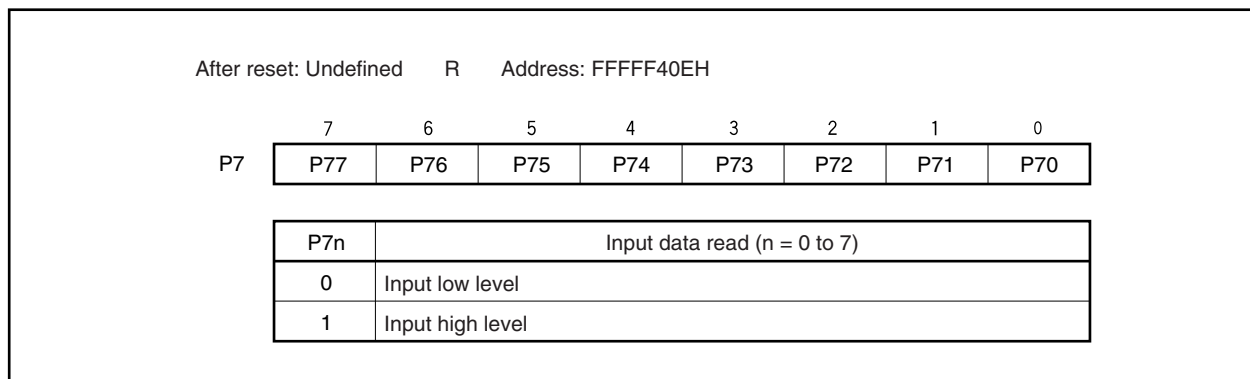 After reset: Undefined R Address: FFFFF40EH
7 6 5 4 3 2 1 0
P7 P77 P76 P75 P74 P73 P72 P71 P70
P7n Input data read (n = 0 to 7)
0 Input low level
1 Input high level